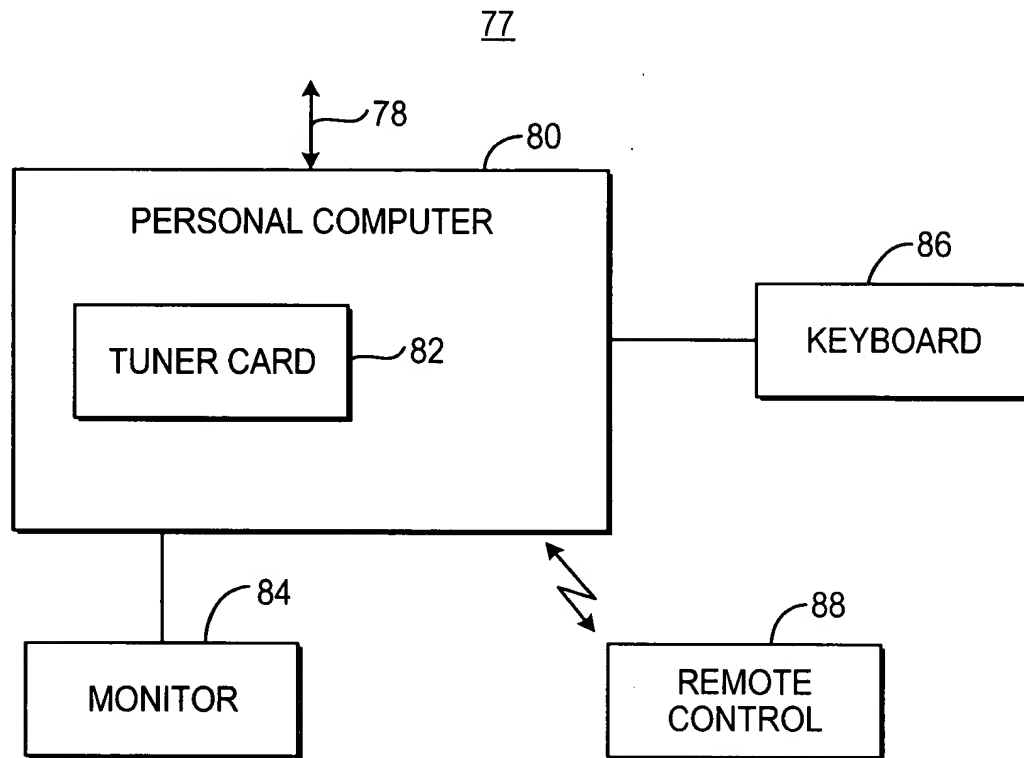 77
78
80
PERSONAL COMPUTER
86
KEYBOARD
TUNER CARD
82
84
MONITOR
88
REMOTE
CONTROL